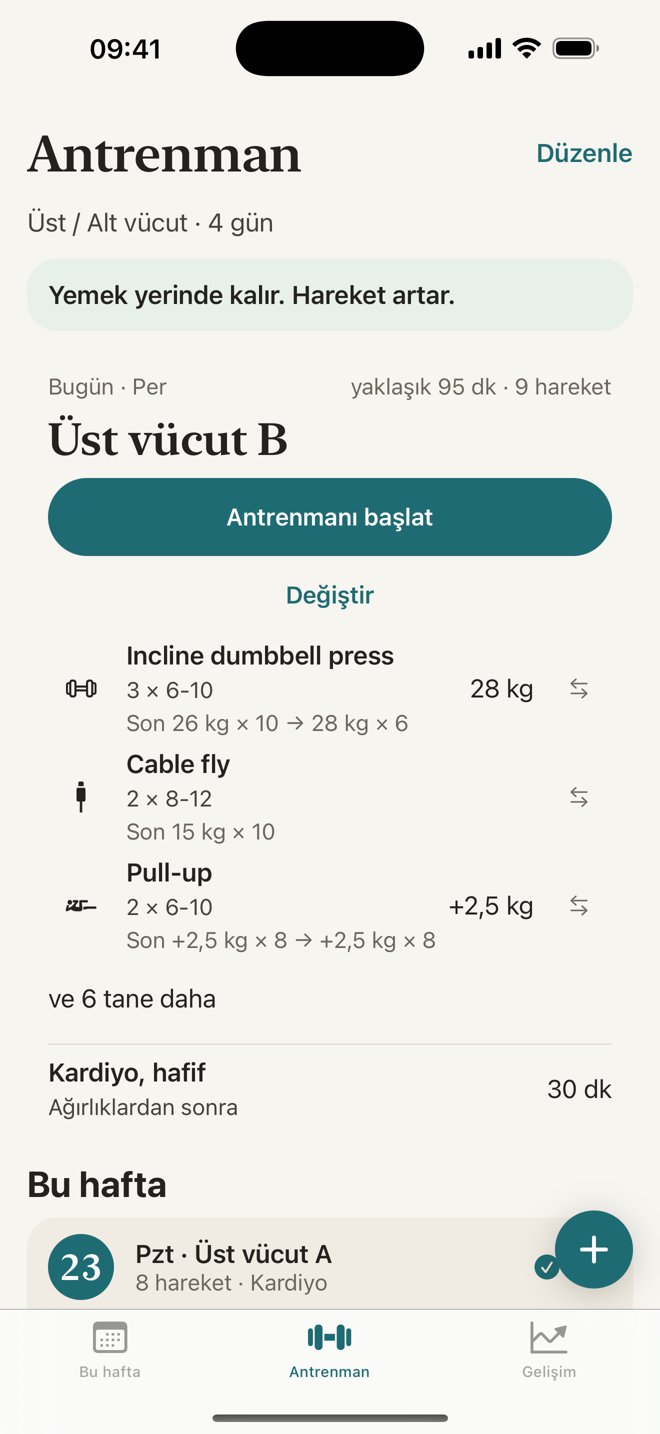 09:41
Antrenman
Düzenle
Üst / Alt vücut · 4 gün
Yemek yerinde kalır. Hareket artar.
Bugün · Per
yaklaşık 95 dk · 9 hareket
Üst vücut B
Antrenmanı başlat
Değiştir
Incline dumbbell press
3 × 6-10
28 kg
Son 26 kg × 10 → 28 kg × 6
Cable fly
2 × 8-12
Son 15 kg × 10
Pull-up
2 × 6-10
+2,5 kg
Son +2,5 kg × 8 → +2,5 kg × 8
ve 6 tane daha
Kardiyo, hafif
30 dk
Ağırlıklardan sonra
Bu hafta
23
Pzt · Üst vücut A
8 hareket · Kardiyo
Bu hafta
Antrenman
Gelişim